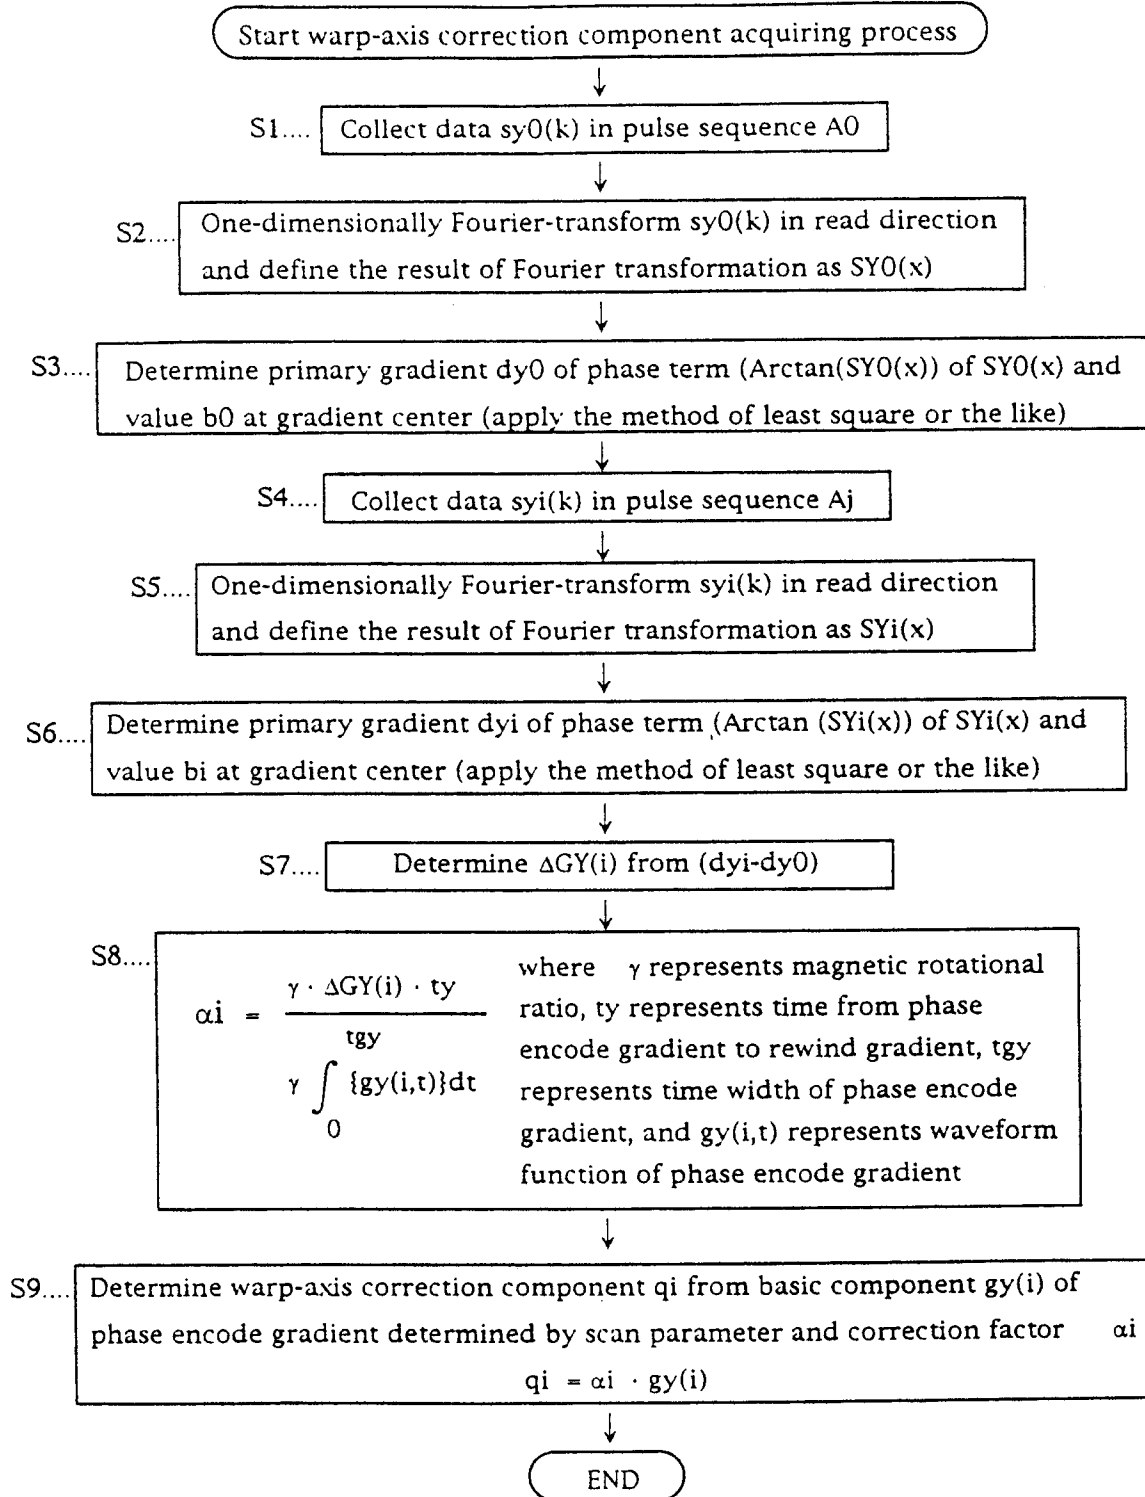 Start warp-axis correction component acquiring process
S1.... Collect data sy0(k) in pulse sequence A0
S2.... One-dimensionally Fourier-transform sy0(k) in read direction
and define the result of Fourier transformation as SY0(x)
S3.... Determine primary gradient dy0 of phase term (Arctan(SY0(x)) of SY0(x) and
value b0 at gradient center (apply the method of least square or the like)
S4.... Collect data syi(k) in pulse sequence Aj
S5.... One-dimensionally Fourier-transform syi(k) in read direction
and define the result of Fourier transformation as SYi(x)
S6.... Determine primary gradient dyi of phase term (Arctan (SYi(x)) of SYi(x) and
value bi at gradient center (apply the method of least square or the like)
S7.... Determine ΔGY(i) from (dyi-dy0)
S8....
αi = γ · ΔGY(i) · ty
tgy
γ ∫ {gy(i,t)}dt
0
where γ represents magnetic rotational
ratio, ty represents time from phase
encode gradient to rewind gradient, tgy
represents time width of phase encode
gradient, and gy(i,t) represents waveform
function of phase encode gradient
S9.... Determine warp-axis correction component qi from basic component gy(i) of
phase encode gradient determined by scan parameter and correction factor αi
qi = αi · gy(i)
END